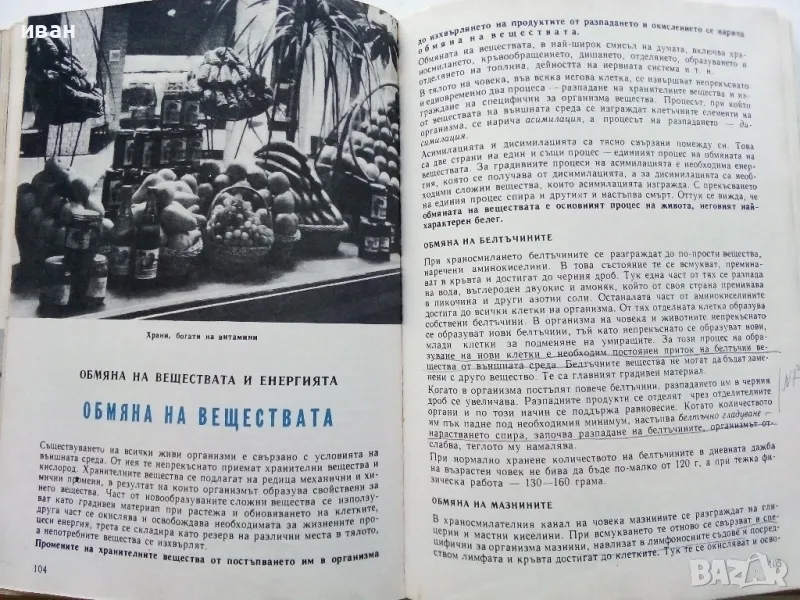 иван
Храни, богати на витамини
ОБМЯНА НА ВЕЩЕСТВАТА И ЕНЕРГИЯТА
ОБМЯНА НА ВЕЩЕСТВАТА
Съществуването на всички живи организми е свързано с условията на
външната среда. От нея те непрекъснато приемат хранителни вещества и
кислород. Хранителните вещества се подлагат на редица механични и хи-
мични промени, в резултат на които организмът образува свойствени за
него вещества. Част от новообразуваните сложни вещества се използу-
ват като градивен материал при растежа и обновяването на клетките,
друга част се окислява и освобождава необходимата за жизнените про-
цеси енергия, трета се складира като резерв на различни места в тялото,
а непотребните вещества се изхвърлят.
Промените на хранителните вещества от постъпването им в организма
104
до изхвърлянето на продуктите от разпадането и окислението се нарича
обмяна на веществата.
Обмяната на веществата, в най-широк смисъл на думата, включва хра-
носмилането, кръвообращението, дишането, отделянето, образуването и
отделянето на топлина, дейността на нервната система и т. н.
В тялото на човека, във всяка негова клетка, се извършват непрекъснато
и едновременно два процеса — разпадане на хранителните вещества и из-
граждане на специфични за организма вещества. Процесът, при който
от веществата на външната среда се изграждат клетъчните елементи на
организма, се нарича асимилация, а процесът на разпадането — ди-
симилация.
Асимилацията и дисимилацията са тясно свързани помежду си. Това
са две страни на един и същи процес — единният процес на обмяната на
веществата. За градивните процеси на асимилацията е необходима енер-
гия, която се получава от дисимилацията, а за дисимилацията са необ-
ходими сложни вещества, които асимилацията изгражда. С прекъсването
на единия процес спира и другият и настъпва смърт. Оттук се вижда, че
обмяната на веществата е основният процес на живота, неговият най-
характерен белег.
ОБМЯНА НА БЕЛТЪЧИНИТЕ
При храносмилането белтъчините се разграждат до по-прости вещества,
наречени аминокиселини. В това състояние те се всмукват, премина-
ват в кръвта и достигат до черния дроб. Тук една част от тях се разпада
на вода, въглероден двуокис и амоняк, който от своя страна преминава
в пикочина и други азотни соли. Останалата част от аминокиселините
достига до всички клетки на организма. От тях отделната клетка образува
собствени белтъчини. В организма на човека и животните непрекъснато
се образуват нови белтъчини, тъй като непрекъснато се образуват нови,
млади клетки за подменяне на умиращите. За този процес на обра-
зуване на нови клетки е необходим постоянен приток на белтъчни ве-
щества от външната среда. Белтъчните вещества не могат да бъдат заме-
нени с друго вещество. Те са главният градивен материал.
Когато в организма постъпят повече белтъчини, разпадането им в черния
дроб се увеличава. Разпадните продукти се отделят чрез отделителните
органи и по този начин се поддържа равновесие. Когато количеството
им пък падне под необходимия минимум, настъпва белтъчно гладуване —
нарастването спира, започва разпадане на белтъчините, организмът от-
слабва, теглото му намалява.
При нормално хранене количеството на белтъчините в дневната дажба
на възрастен човек не бива да бъде по-малко от 120 г, а при тежка фи-
зическа работа — 130—160 грама.
ОБМЯНА НА МАЗНИНИТЕ
В храносмилателния канал на човека мазнините се разграждат на гли-
церин и мастни киселини. При всмукването те отново се свързват в спе-
цифични за организма мазнини, навлизат в лимфоносните съдове и посред-
ством лимфата и кръвта достигат до клетките. Тук те се окисляват и осво-
105
BAZAR